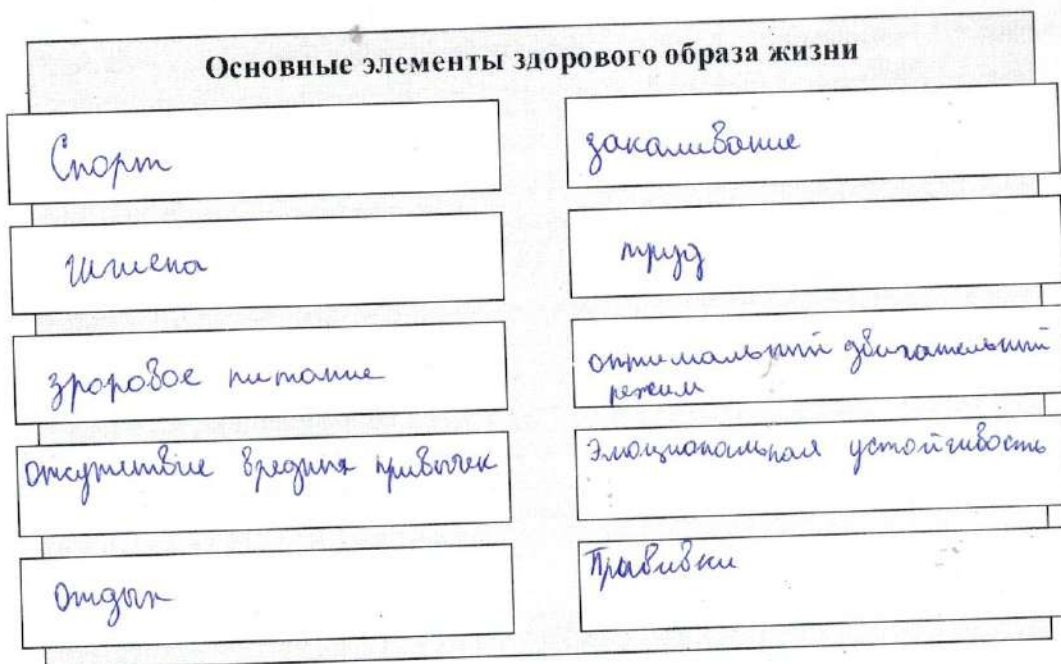 Основные элементы здорового образа жизни
Спорт
закаливание
гигиена
труд
здоровое питание
оптимальный двигательный
режим
отсутствие вредных привычек
Эмоциональная устойчивость
Отдых
Прививки